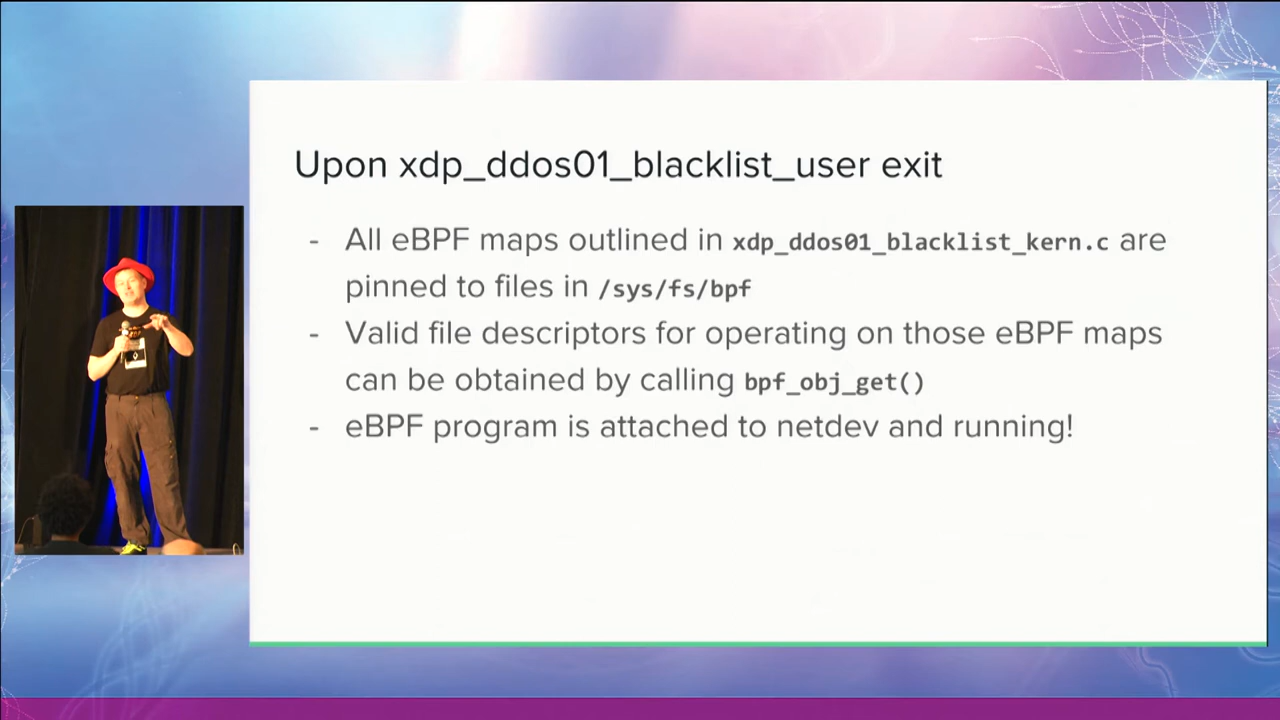 Upon xdp_ddos01_blacklist_user exit
- All eBPF maps outlined in xdp_ddos01_blacklist_kern.c are
pinned to files in /sys/fs/bpf
- Valid file descriptors for operating on those eBPF maps
can be obtained by calling bpf_obj_get()
- eBPF program is attached to netdev and running!